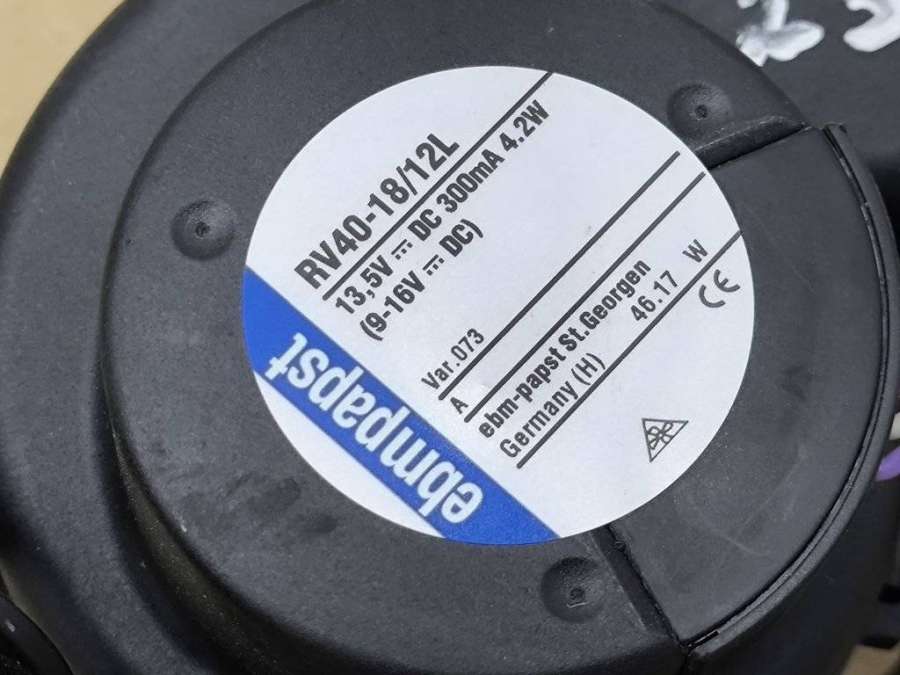 RV40-18/12L
13,5V ⎓ DC 300mA 4.2W
(9-16V ⎓ DC)
Var.073
A
ebm-papst St.Georgen
Germany (H) 46.17 W
CE
ebmpapst